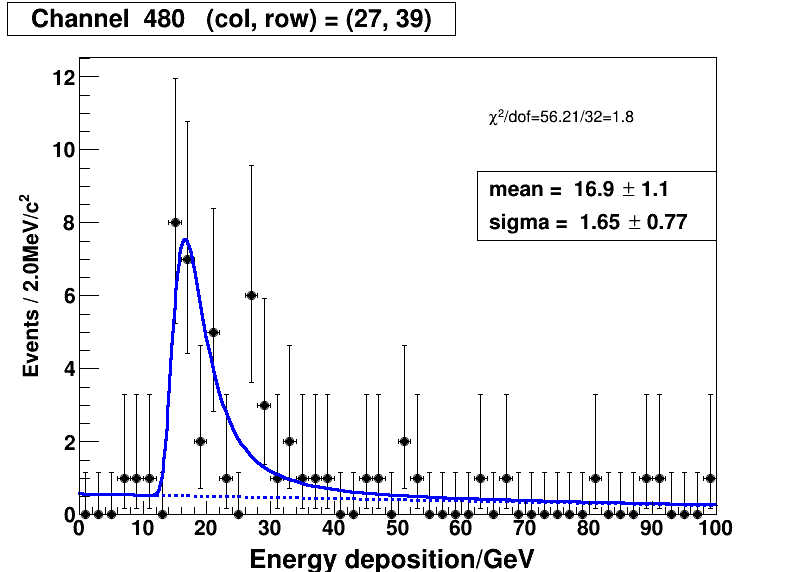 Channel 480 (col, row) = (27, 39)
χ²/dof=56.21/32=1.8
mean = 16.9 ± 1.1
sigma = 1.65 ± 0.77
Events / 2.0MeV/c²
12
10
8
6
4
2
0
0 10 20 30 40 50 60 70 80 90 100
Energy deposition/GeV